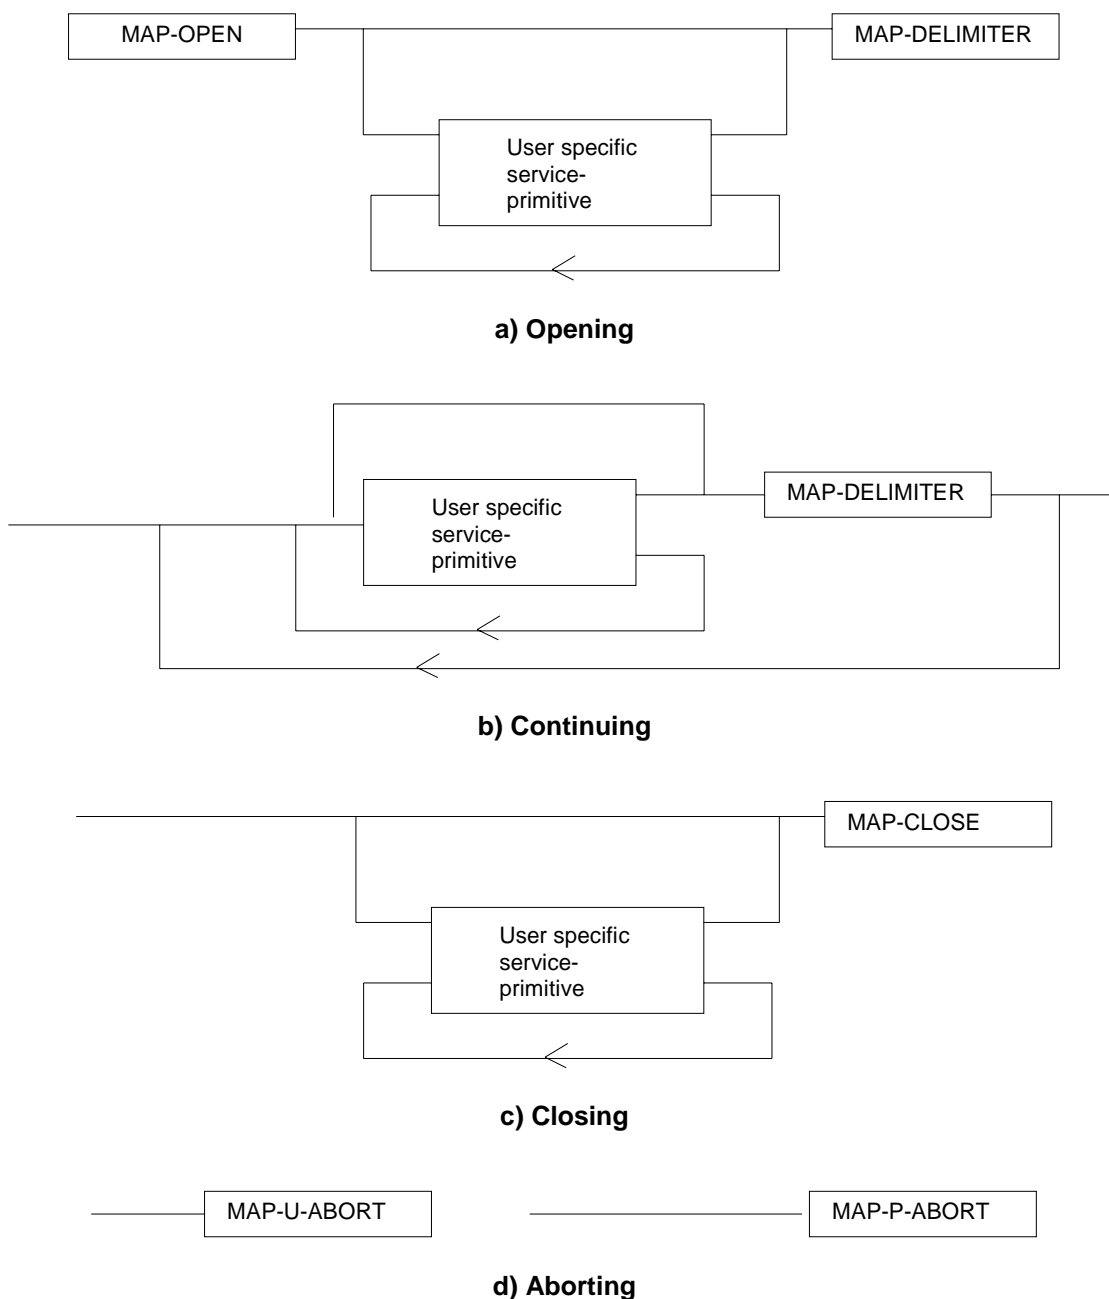 MAP-OPEN
MAP-DELIMITER
User specific
service-
primitive
a) Opening
User specific
service-
primitive
MAP-DELIMITER
b) Continuing
MAP-CLOSE
User specific
service-
primitive
c) Closing
MAP-U-ABORT
MAP-P-ABORT
d) Aborting